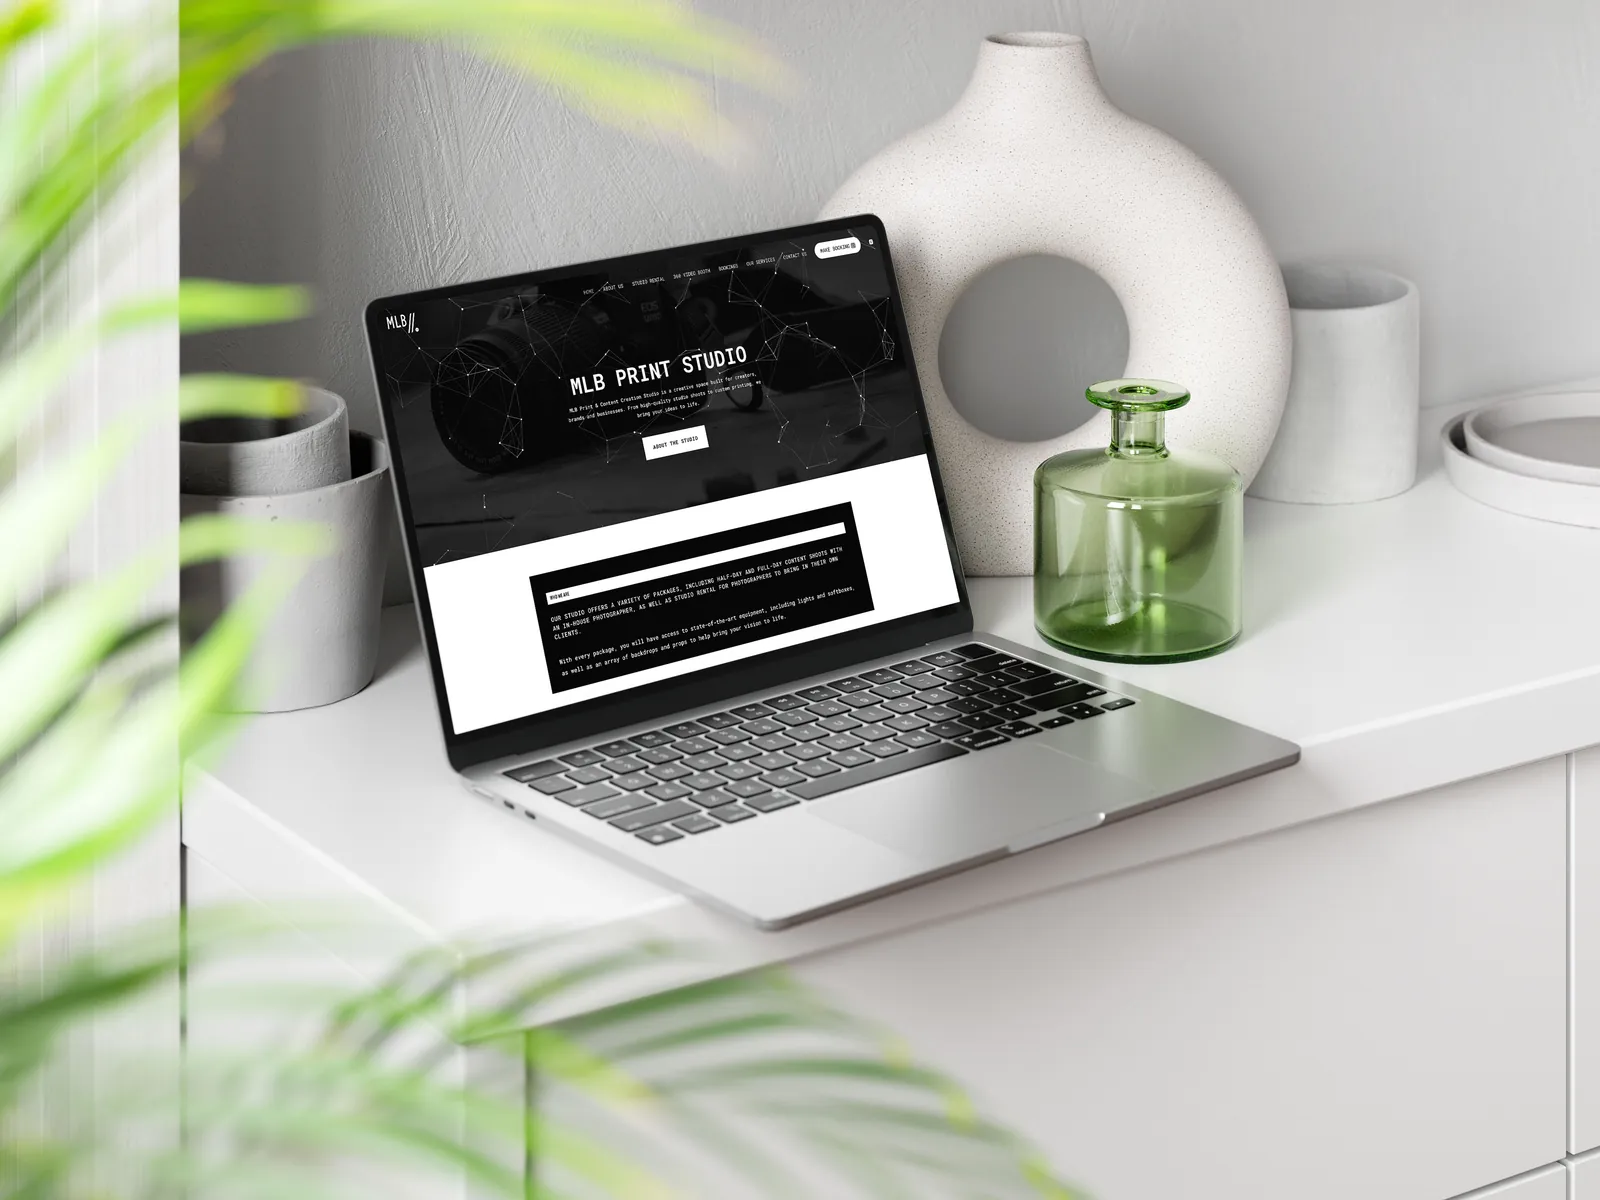 MLB//.
HOME
ABOUT US
STUDIO RENTAL
360 VIDEO BOOTH
BOOKINGS
OUR SERVICES
CONTACT US
MAKE BOOKING
MLB PRINT STUDIO
MLB Print & Content Creation Studio is a creative space built for creators,
brands and businesses. From high-quality studio shoots to custom printing, we
bring your ideas to life.
ABOUT THE STUDIO
WHO WE ARE
OUR STUDIO OFFERS A VARIETY OF PACKAGES, INCLUDING HALF-DAY AND FULL-DAY CONTENT SHOOTS WITH
AN IN-HOUSE PHOTOGRAPHER, AS WELL AS STUDIO RENTAL FOR PHOTOGRAPHERS TO BRING IN THEIR OWN
CLIENTS.
With every package, you will have access to state-of-the-art equipment, including lights and softboxes,
as well as an array of backdrops and props to help bring your vision to life.